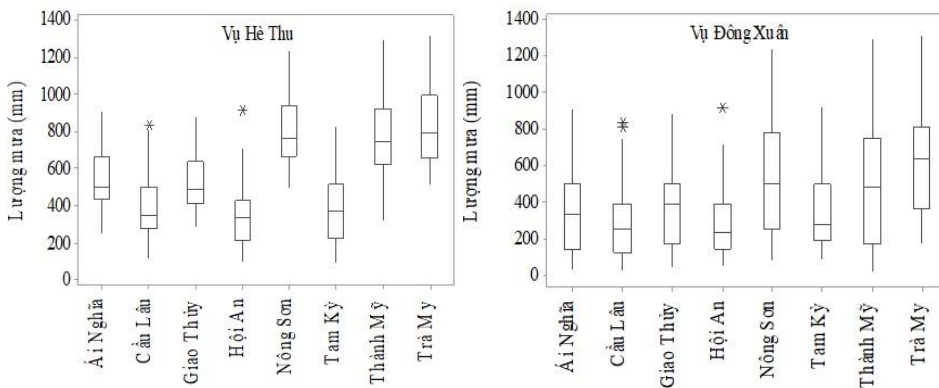 Vụ Hè Thu
Lượng mưa (mm)
1400
1200
1000
800
600
400
200
0
Ái Nghĩa
Cầu Lâu
Giao Thủy
Hội An
Nông Sơn
Tam Kỳ
Thành Mỹ
Trà My
Vụ Đông Xuân
Lượng mưa (mm)
1400
1200
1000
800
600
400
200
0
Ái Nghĩa
Cầu Lâu
Giao Thủy
Hội An
Nông Sơn
Tam Kỳ
Thành Mỹ
Trà My